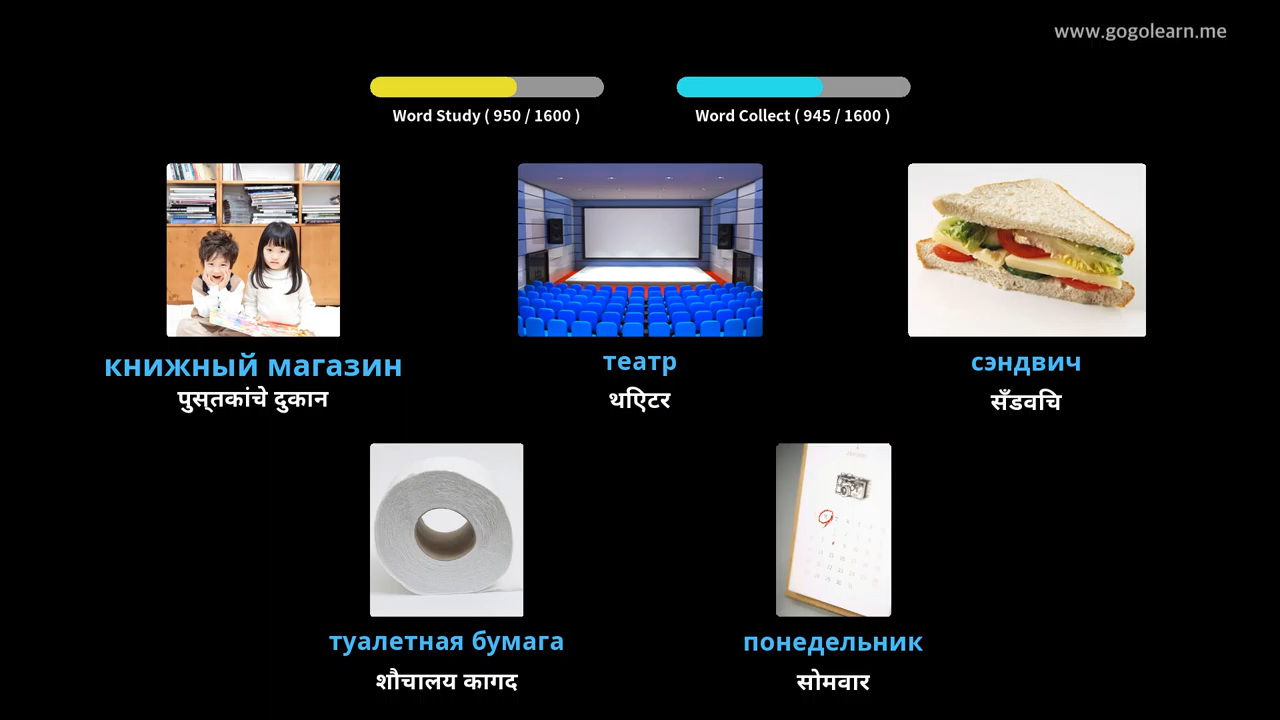 www.gogolearn.me
Word Study ( 950 / 1600 )
Word Collect ( 945 / 1600 )
книжный магазин
पुस्तकांचे दुकान
театр
थिएटर
сэндвич
सँडविच
туалетная бумага
शौचालय कागद
понедельник
सोमवार